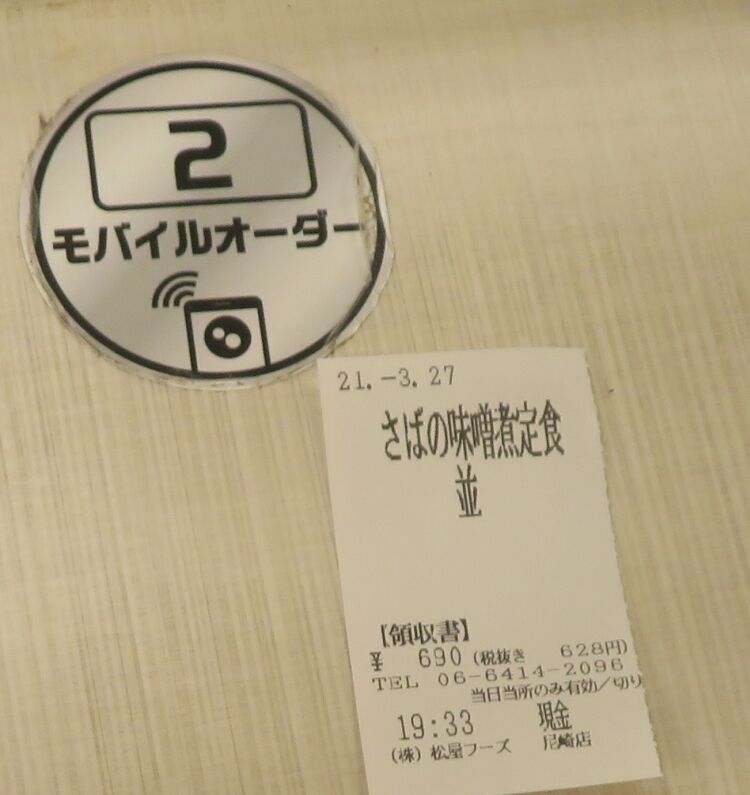 2
モバイルオーダー
21.-3.27
さばの味噌煮定食
並
【領収書】
¥ 690 (税抜き 628円)
TEL 06-6414-2096
当日当所のみ有効/切り
19:33 現金
(株) 松屋フーズ 尼崎店